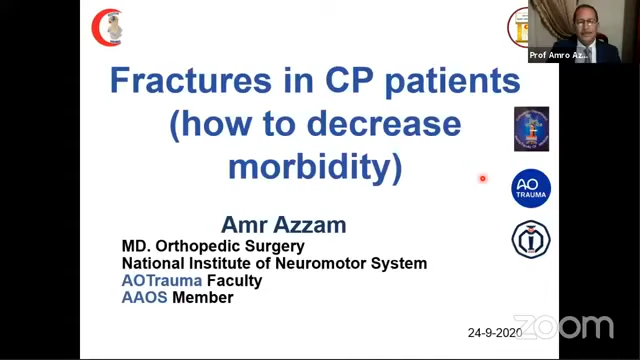 Prof Amro Az...
Fractures in CP patients
(how to decrease
morbidity)
AO
TRAUMA
Amr Azzam
MD. Orthopedic Surgery
National Institute of Neuromotor System
AOTrauma Faculty
AAOS Member
24-9-2020
zoom